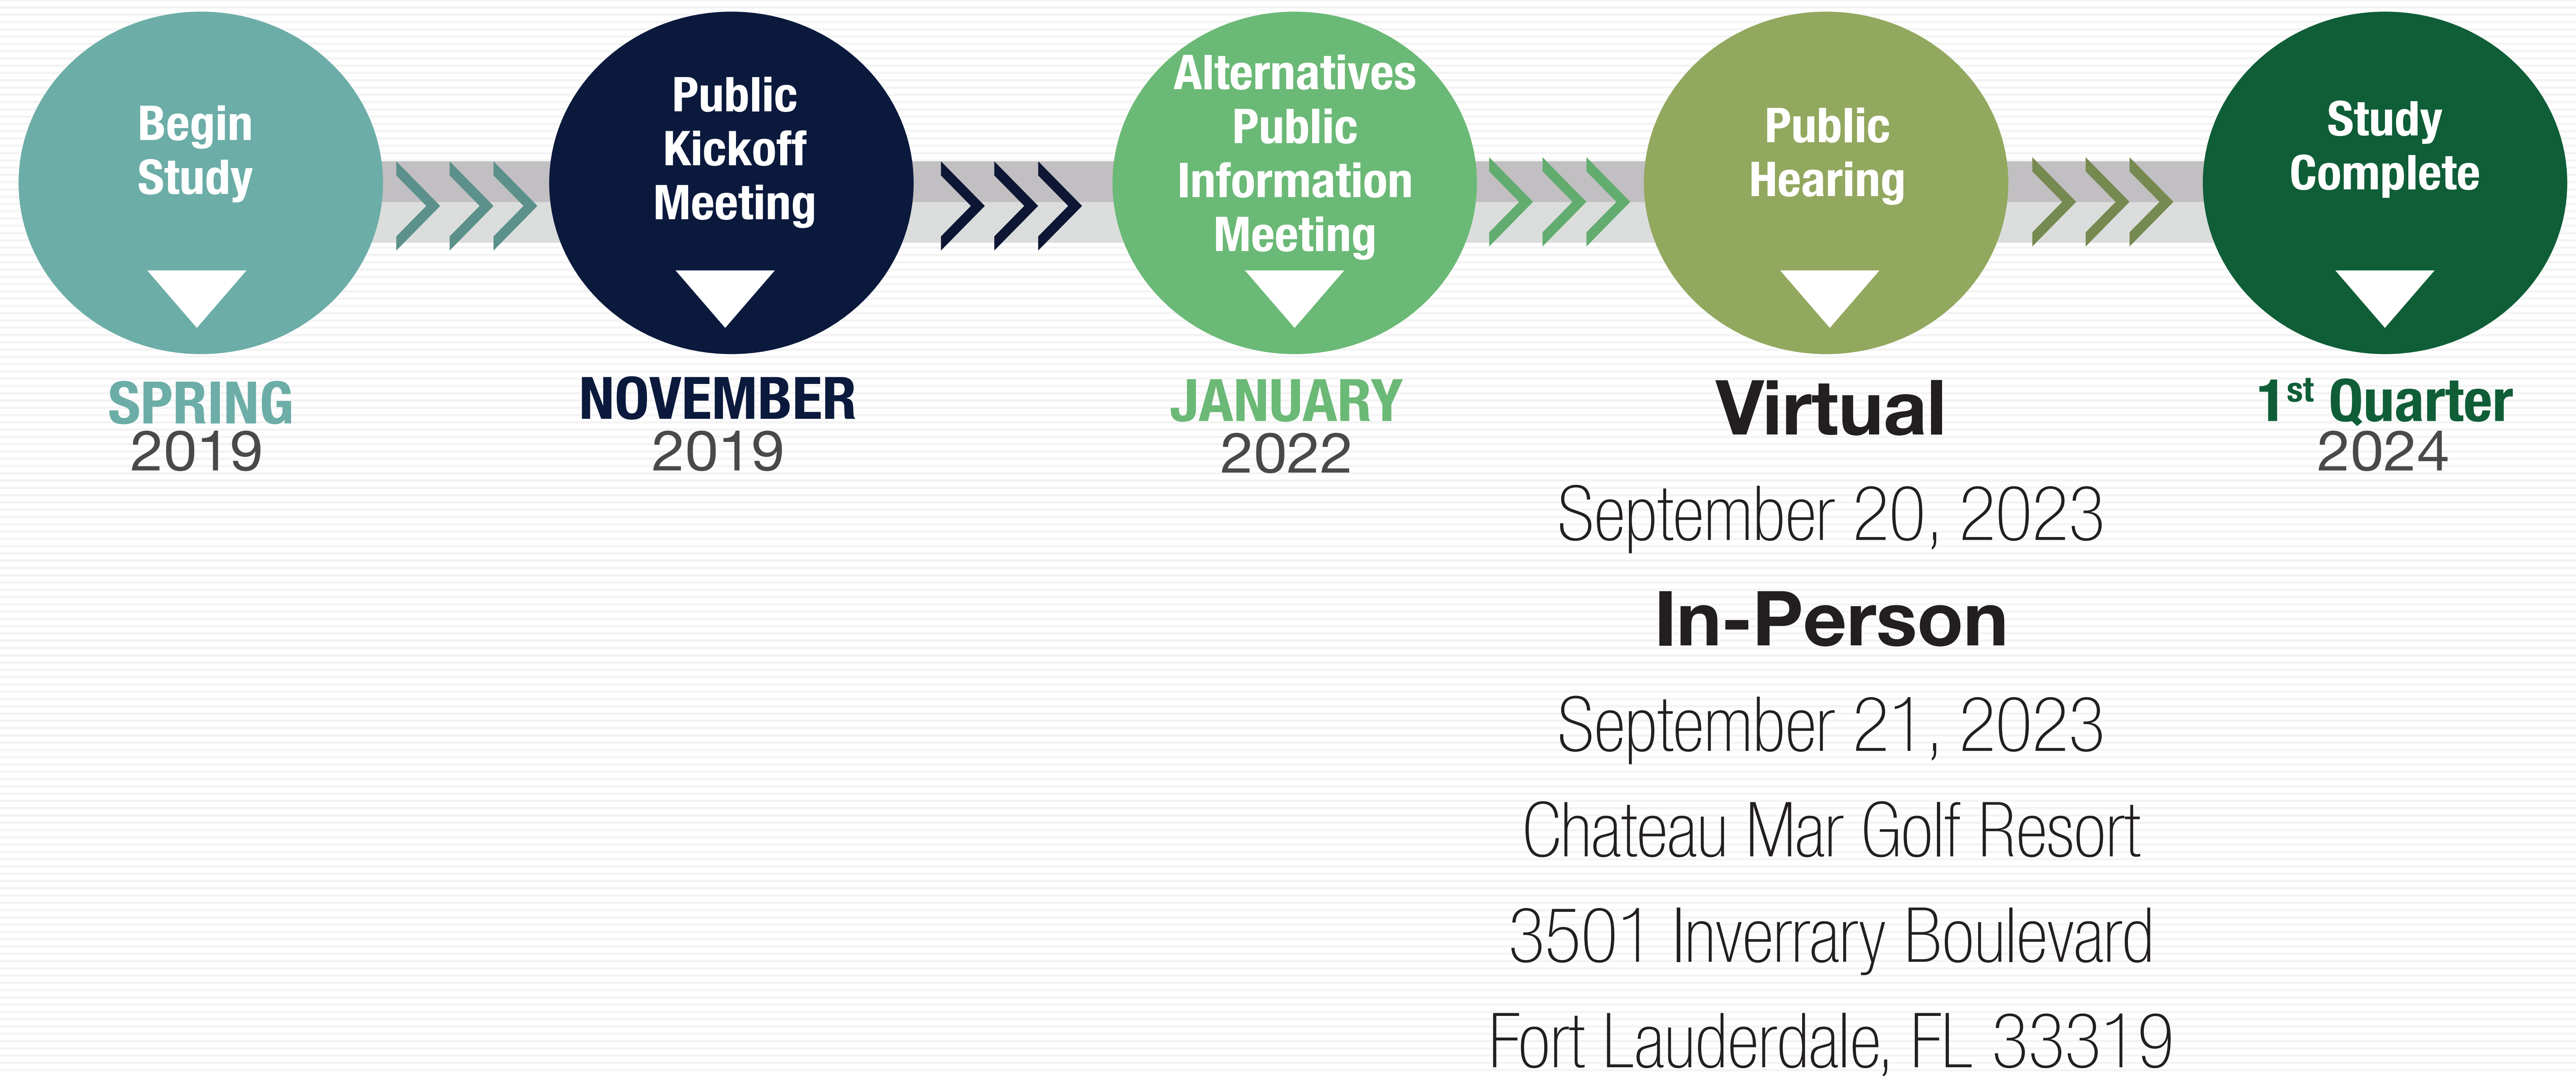 Begin
Study
SPRING
2019
Public
Kickoff
Meeting
NOVEMBER
2019
Alternatives
Public
Information
Meeting
JANUARY
2022
Public
Hearing
Virtual
September 20, 2023
In-Person
September 21, 2023
Chateau Mar Golf Resort
3501 Inverrary Boulevard
Fort Lauderdale, FL 33319
Study
Complete
1st Quarter
2024